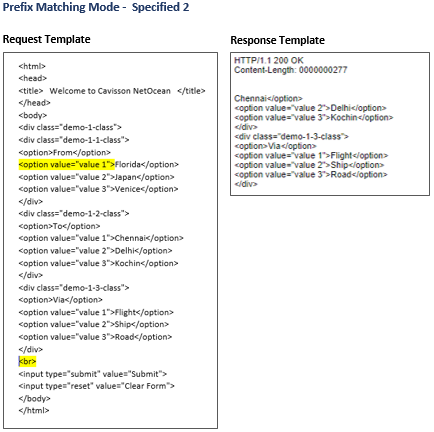 Prefix Matching Mode - Specified 2
Request Template
<html>
<head>
<title> Welcome to Cavisson NetOcean </title>
</head>
<body>
<div class="demo-1-class">
<div class="demo-1-1-class">
<option>From</option>
<option value="value 1">Florida</option>
<option value="value 2">Japan</option>
<option value="value 3">Venice</option>
</div>
<div class="demo-1-2-class">
<option>To</option>
<option value="value 1">Chennai</option>
<option value="value 2">Delhi</option>
<option value="value 3">Kochin</option>
</div>
<div class="demo-1-3-class">
<option>Via</option>
<option value="value 1">Flight</option>
<option value="value 2">Ship</option>
<option value="value 3">Road</option>
</div>
<br>
<input type="submit" value="Submit">
<input type="reset" value="Clear Form">
</body>
</html>
Response Template
HTTP/1.1 200 OK
Content-Length: 0000000277
Chennai</option>
<option value="value 2">Delhi</option>
<option value="value 3">Kochin</option>
</div>
<div class="demo-1-3-class">
<option>Via</option>
<option value="value 1">Flight</option>
<option value="value 2">Ship</option>
<option value="value 3">Road</option>
</div>